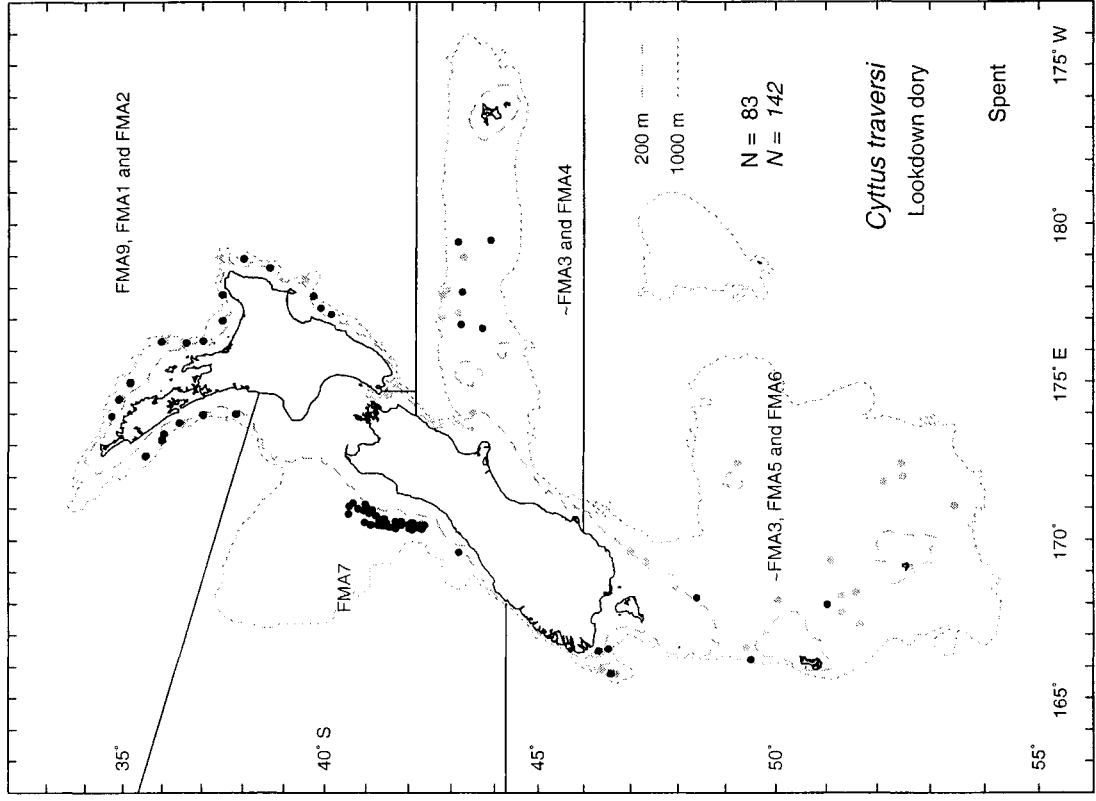 FMA9, FMA1 and FMA2
FMA7
~FMA3 and FMA4
~FMA3, FMA5 and FMA6
200 m
1000 m
N = 83
N = 142
Cyttus traversi
Lookdown dory
Spent
35˚
40˚ S
45˚
50˚
55˚
165˚
170˚
175˚ E
180˚
175˚ W